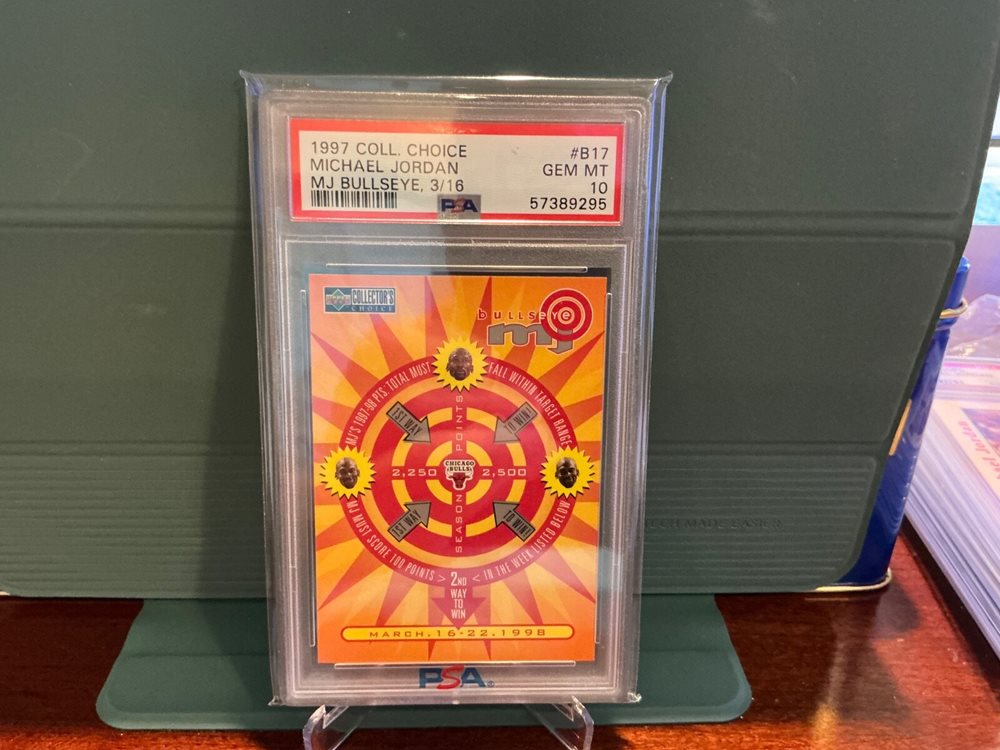 1997 COLL. CHOICE #B17
MICHAEL JORDAN GEM MT
MJ BULLSEYE, 3/16 10
PSA 57389295
COLLECTOR'S
CHOICE
bullseye
mj
MJ'S 1997-98 PTS. TOTAL MUST FALL WITHIN TARGET RANGE
1ST WAY TO WIN!
POINTS
2,250 CHICAGO BULLS 2,500
SEASON
1ST WAY TO WIN!
MJ MUST SCORE 100 POINTS > 2ND WAY TO WIN < IN THE WEEK LISTED BELOW
MARCH.16-22.1998
PSA®
TECH MADE EASIER